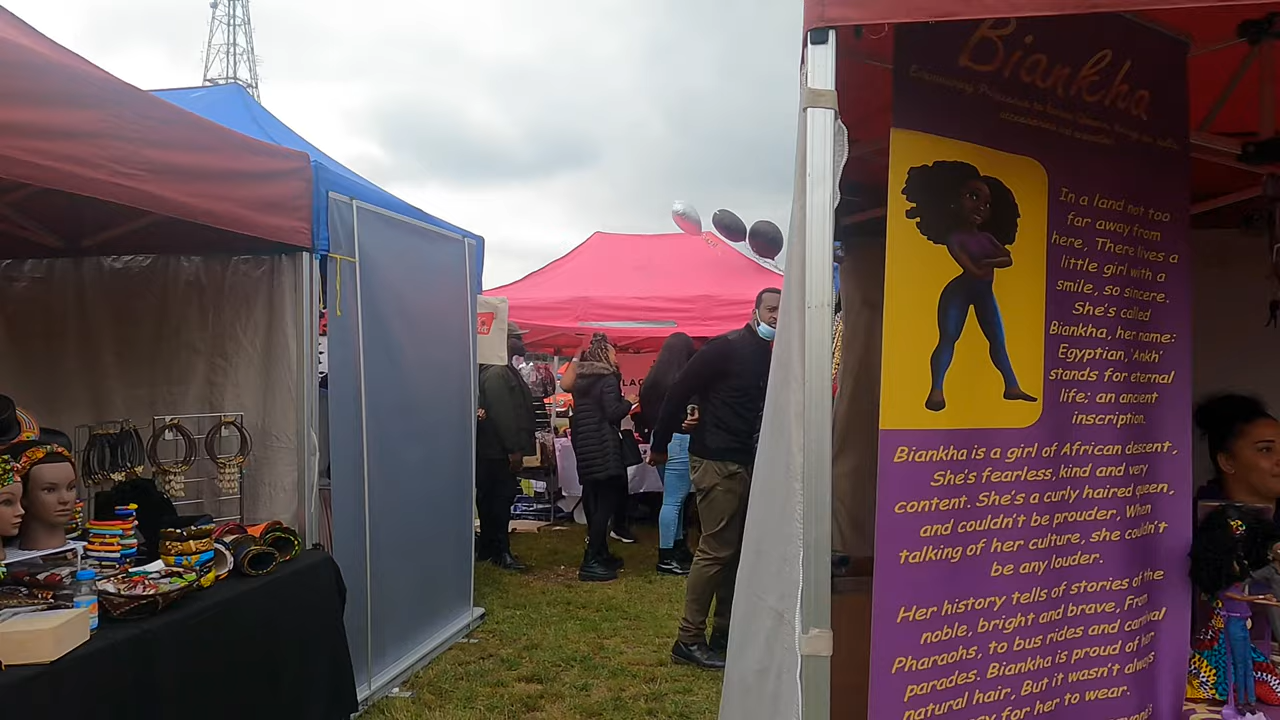 Biankha
In a land not too
far away from
here, There lives a
little girl with a
smile, so sincere.
She's called
Biankha, her name:
Egyptian, 'Ankh'
stands for eternal
life; an ancient
inscription.
Biankha is a girl of African descent,
She's fearless, kind and very
content. She's a curly haired queen,
and couldn't be prouder, When
talking of her culture, she couldn't
be any louder.
Her history tells of stories of the
noble, bright and brave, From
Pharaohs, to bus rides and carnival
parades. Biankha is proud of her
natural hair, But it wasn't always
for her to wear.